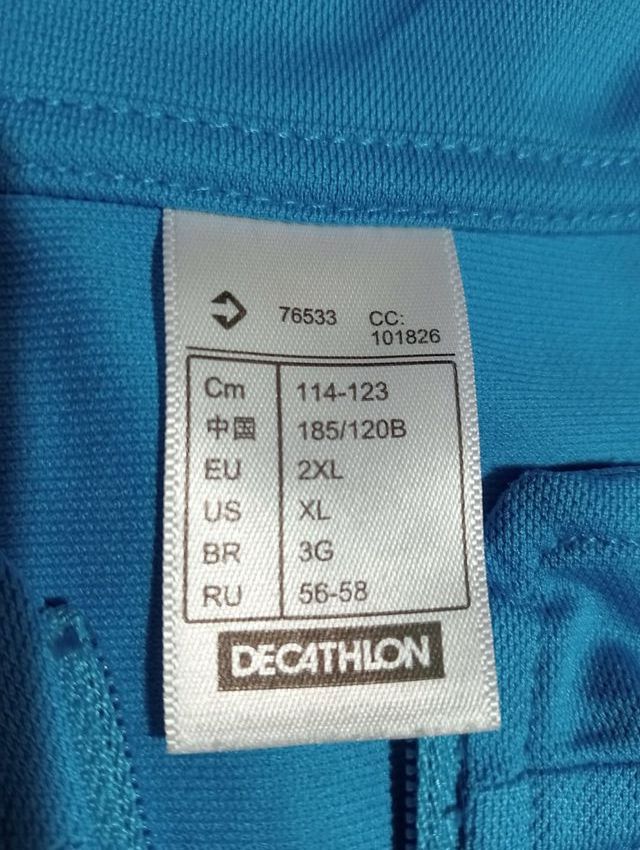 76533 CC:
101826
Cm 114-123
中国 185/120B
EU 2XL
US XL
BR 3G
RU 56-58
DECATHLON